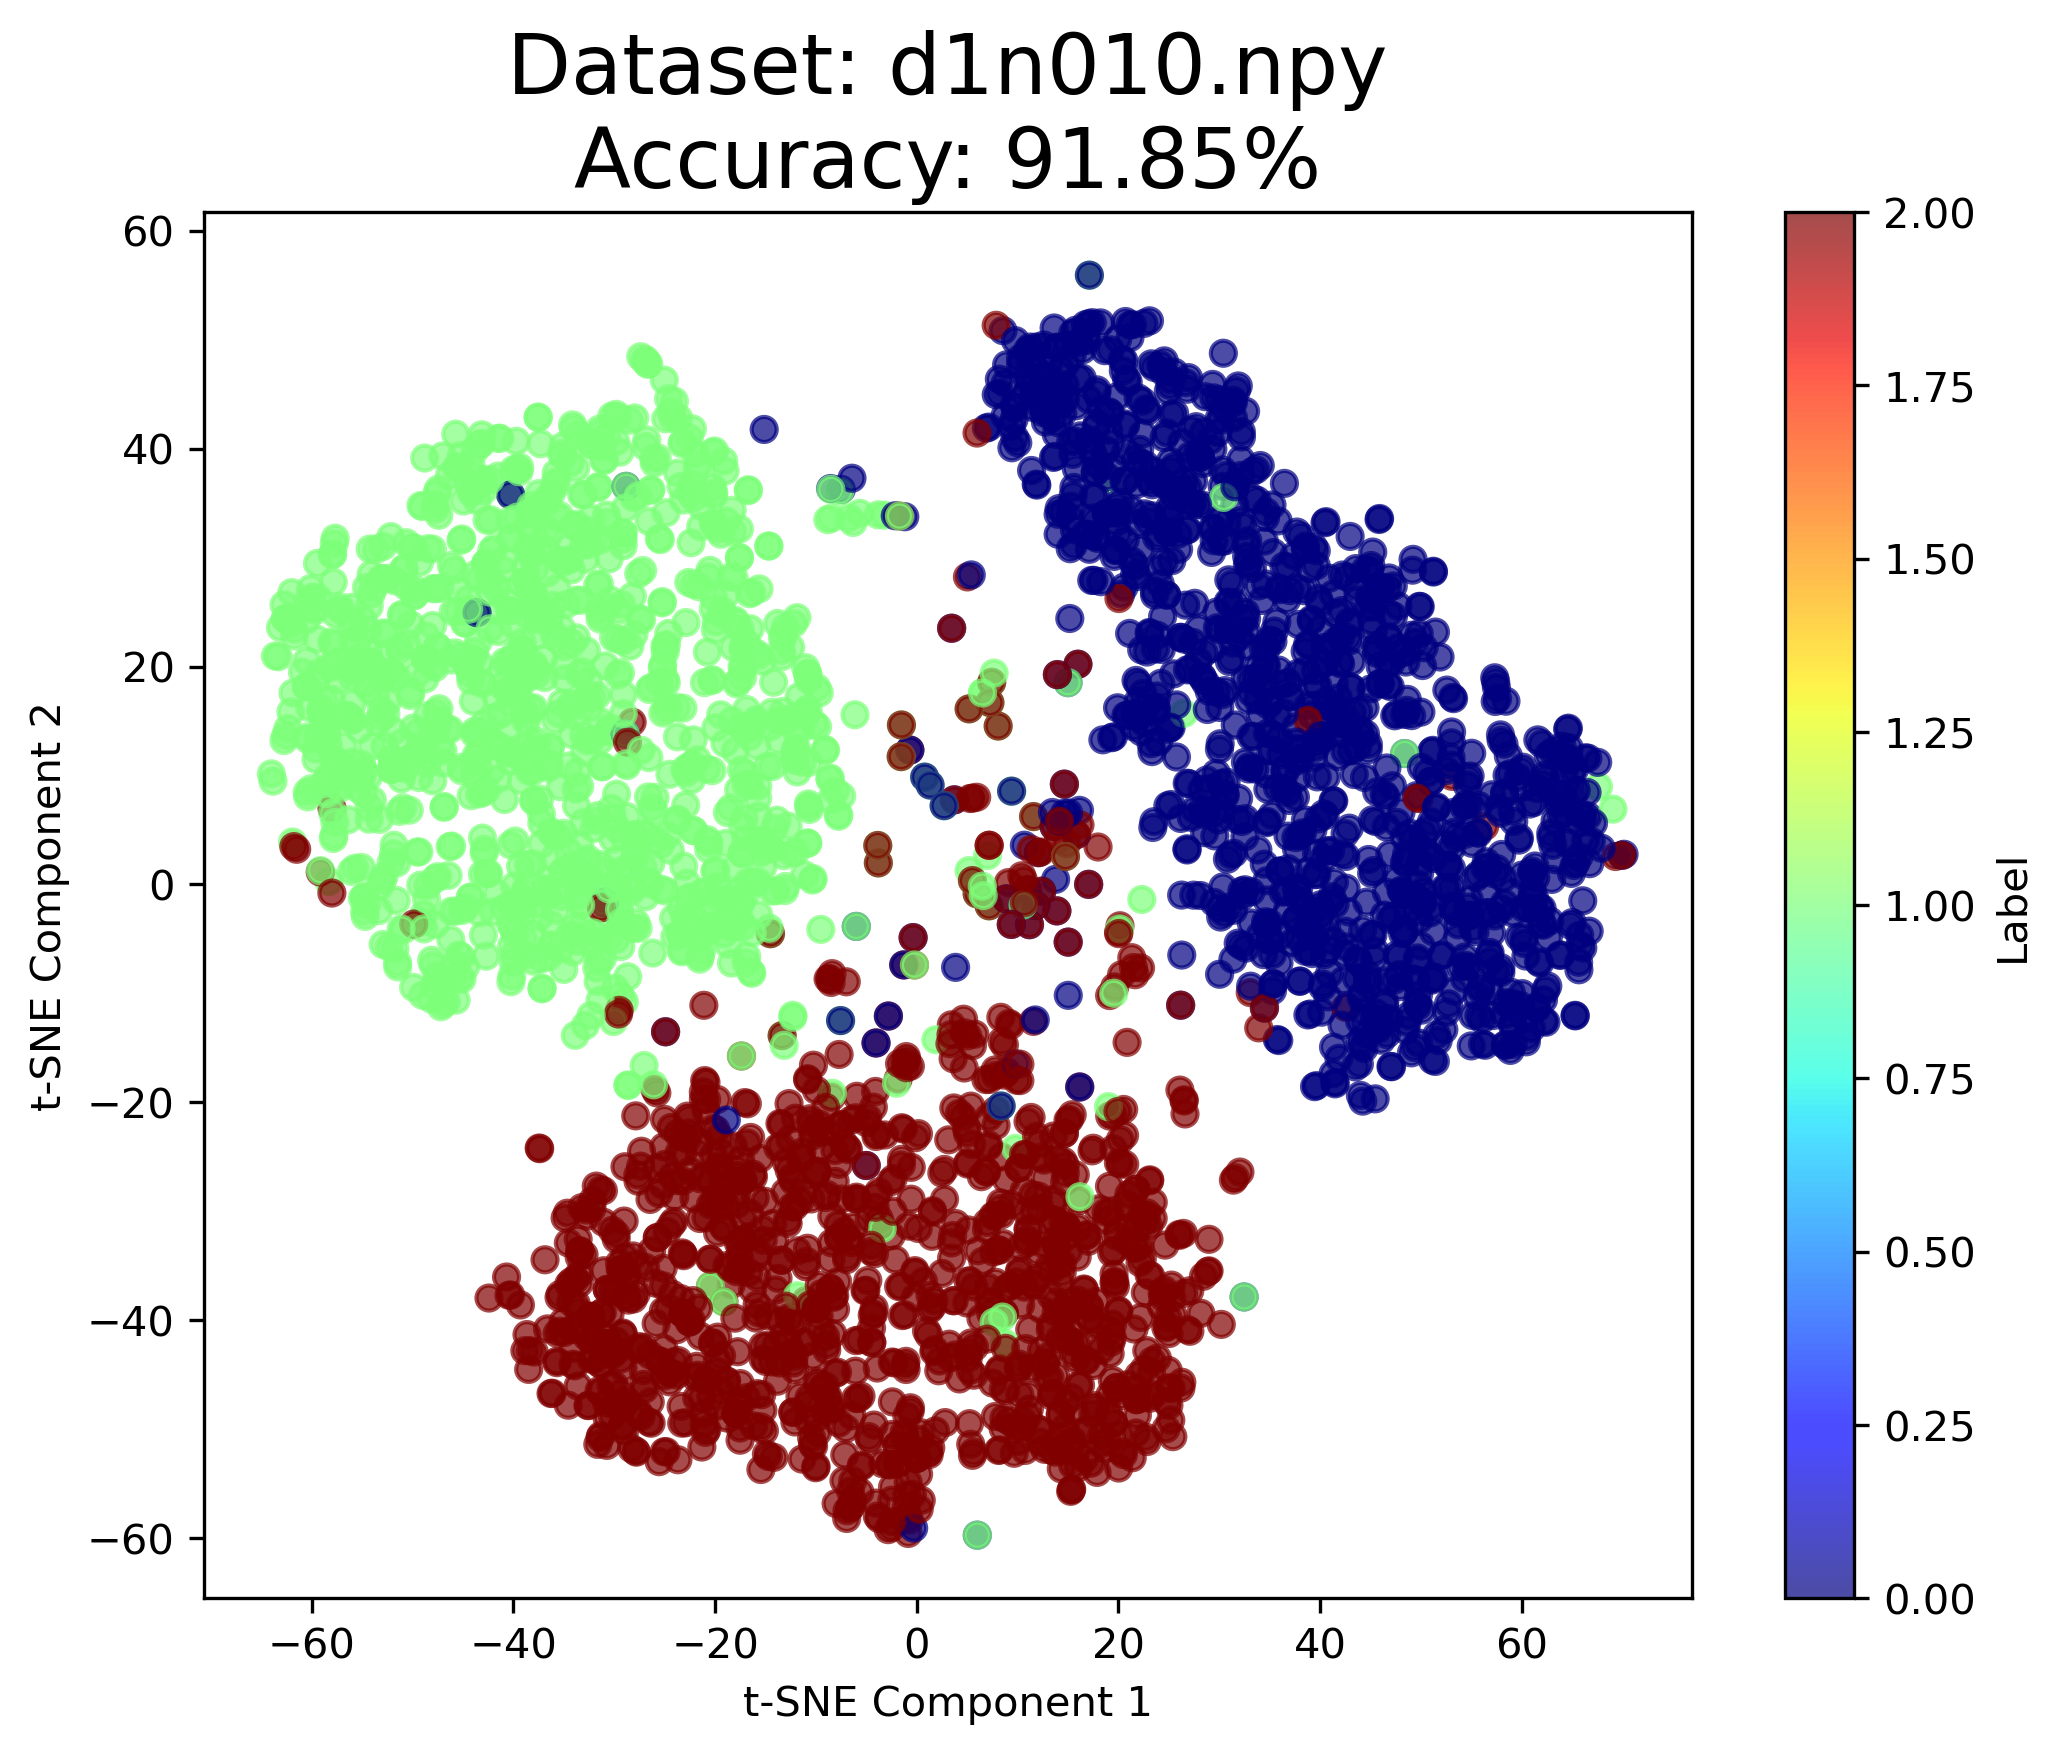 Dataset: d1n010.npy
Accuracy: 91.85%
60
40
20
0
−20
−40
−60
t-SNE Component 2
−60 −40 −20 0 20 40 60
t-SNE Component 1
2.00
1.75
1.50
1.25
1.00
0.75
0.50
0.25
0.00
Label